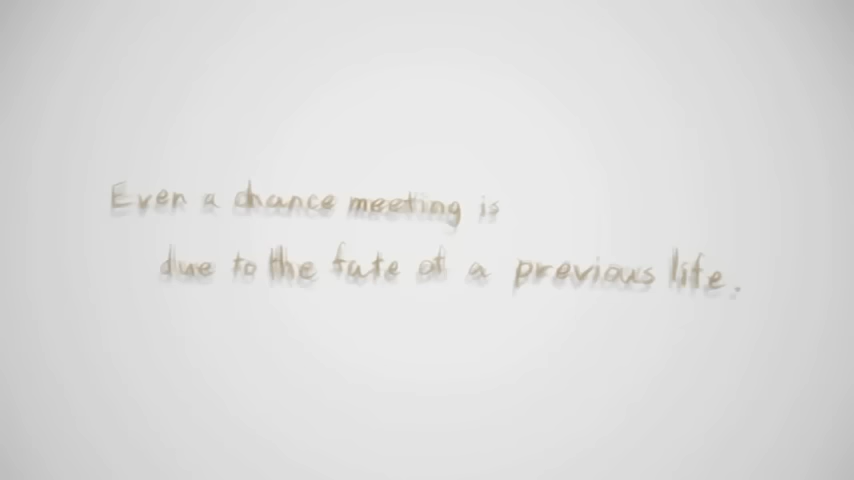 Even a chance meeting is
due to the fate of a previous life.